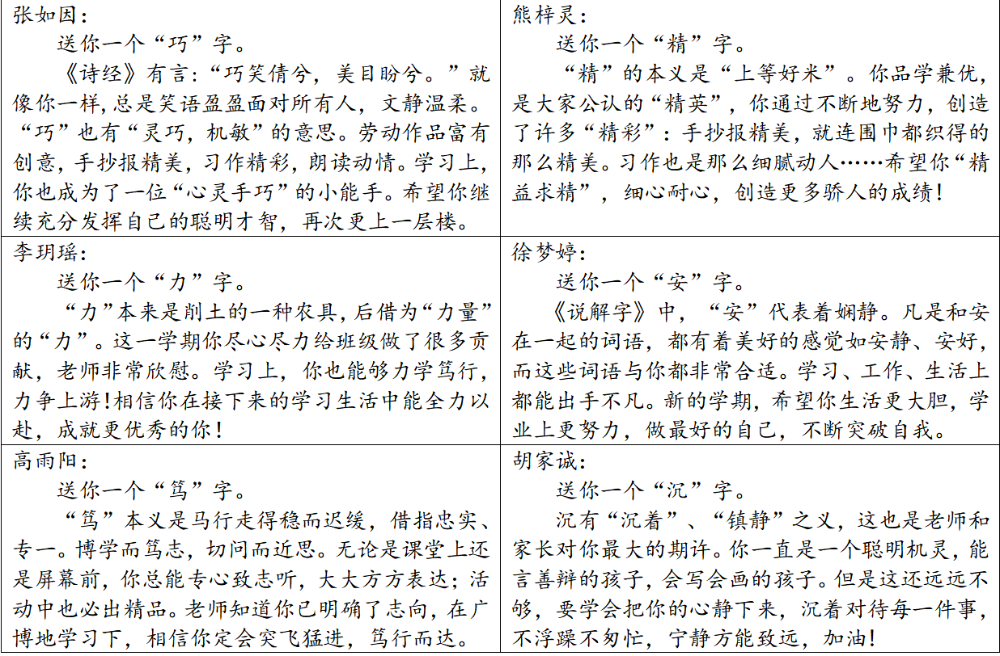 张如因：
送你一个“巧”字。
《诗经》有言：“巧笑倩兮，美目盼兮。”就
像你一样，总是笑语盈盈面对所有人，文静温柔。
“巧”也有“灵巧，机敏”的意思。劳动作品富有
创意，手抄报精美，习作精彩，朗读动情。学习上，
你也成为了一位“心灵手巧”的小能手。希望你继
续充分发挥自己的聪明才智，再次更上一层楼。
熊梓灵：
送你一个“精”字。
“精”的本义是“上等好米”。你品学兼优，
是大家公认的“精英”，你通过不断地努力，创造
了许多“精彩”：手抄报精美，就连围巾都织得的
那么精美。习作也是那么细腻动人……希望你“精
益求精”，细心耐心，创造更多骄人的成绩！
李玥瑶：
送你一个“力”字。
“力”本来是削土的一种农具，后借为“力量”
的“力”。这一学期你尽心尽力给班级做了很多贡
献，老师非常欣慰。学习上，你也能够力学笃行，
力争上游！相信你在接下来的学习生活中能全力以
赴，成就更优秀的你！
徐梦婷：
送你一个“安”字。
《说解字》中，“安”代表着娴静。凡是和安
在一起的词语，都有着美好的感觉如安静、安好，
而这些词语与你都非常合适。学习、工作、生活上
都能出手不凡。新的学期，希望你生活更大胆，学
业上更努力，做最好的自己，不断突破自我。
高雨阳：
送你一个“笃”字。
“笃”本义是马行走得稳而迟缓，借指忠实、
专一。博学而笃志，切问而近思。无论是课堂上还
是屏幕前，你总能专心致志听，大大方方表达；活
动中也必出精品。老师知道你已明确了志向，在广
博地学习下，相信你定会突飞猛进，笃行而达。
胡家诚：
送你一个“沉”字。
沉有“沉着”、“镇静”之义，这也是老师和
家长对你最大的期许。你一直是一个聪明机灵，能
言善辩的孩子，会写会画的孩子。但是这还远远不
够，要学会把你的心静下来，沉着对待每一件事，
不浮躁不匆忙，宁静方能致远，加油！